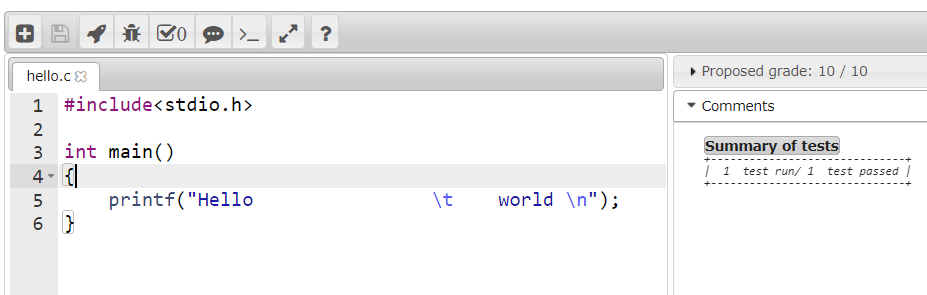 0 >_ ?
hello.c
Proposed grade: 10 / 10
Comments
Summary of tests
+------------------------------+
| 1 test run/ 1 test passed |
+------------------------------+
1 #include<stdio.h>
2
3 int main()
4 {
5     printf("Hello                \t    world \n");
6 }